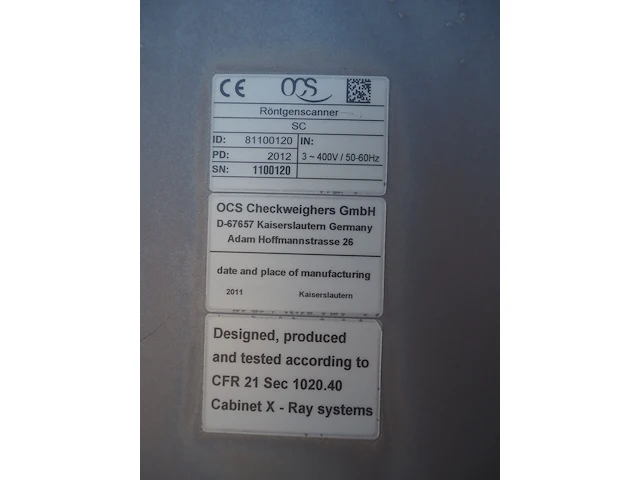 CE OCS
Röntgenscanner
SC
ID: 81100120 IN:
PD: 2012 3 ~ 400V / 50-60Hz
SN: 1100120
OCS Checkweighers GmbH
D-67657 Kaiserslautern Germany
Adam Hoffmannstrasse 26
date and place of manufacturing
2011 Kaiserslautern
Designed, produced
and tested according to
CFR 21 Sec 1020.40
Cabinet X - Ray systems